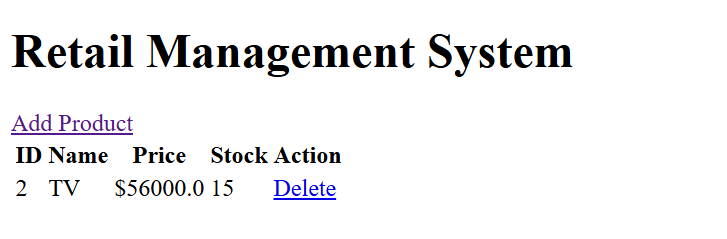 Retail Management System
Add Product
ID Name Price Stock Action
2 TV $56000.0 15 Delete